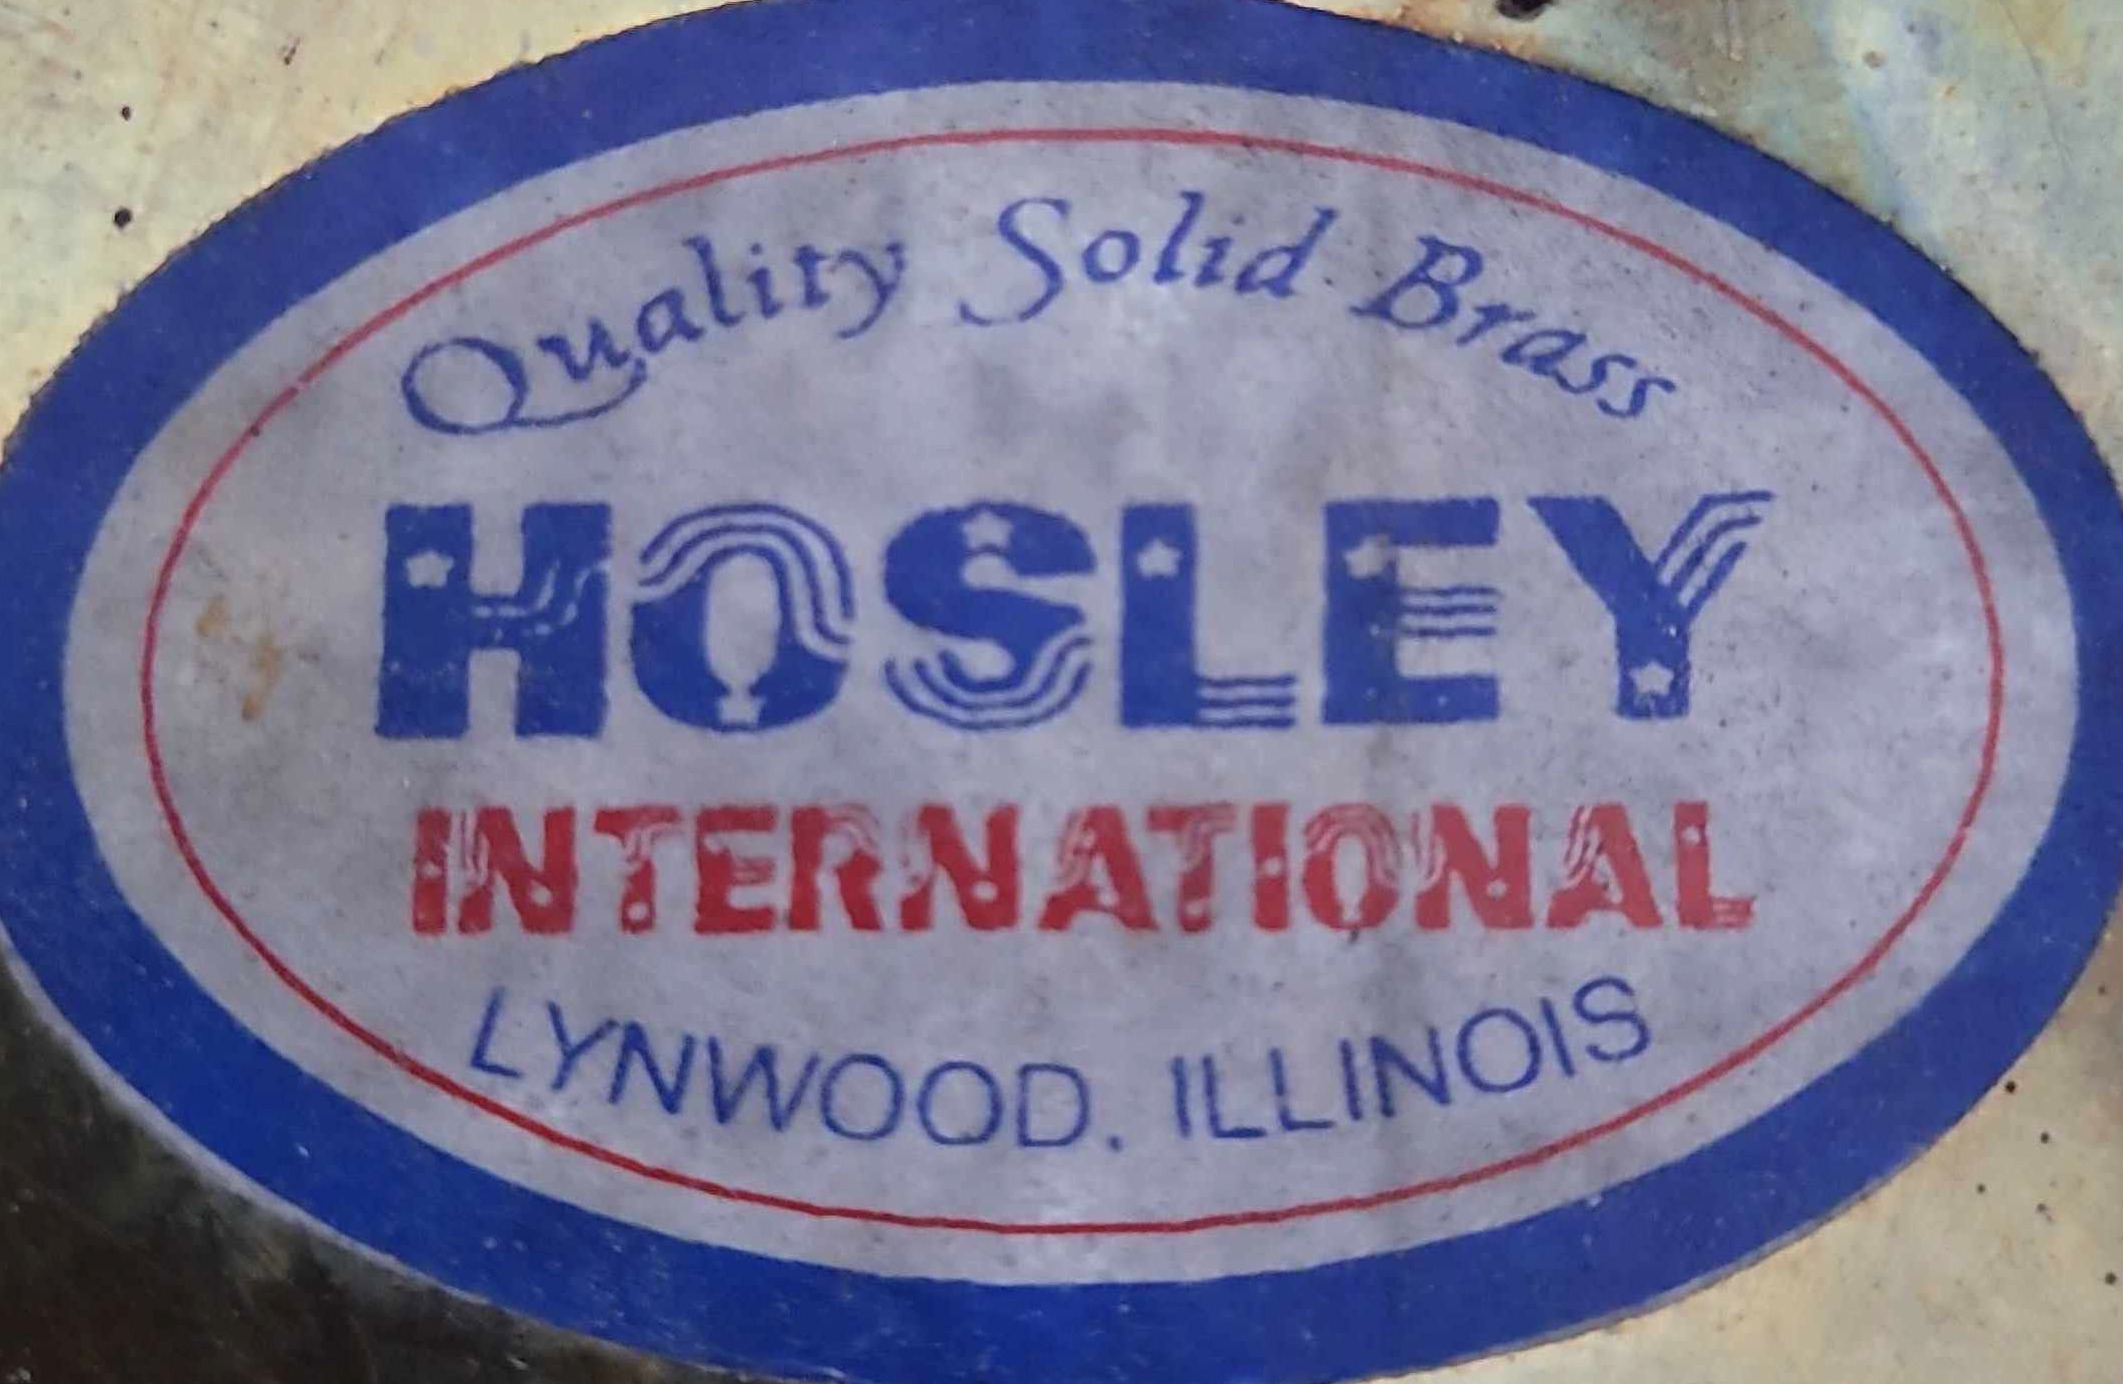 Quality Solid Brass
HOSLEY
INTERNATIONAL
LYNWOOD. ILLINOIS